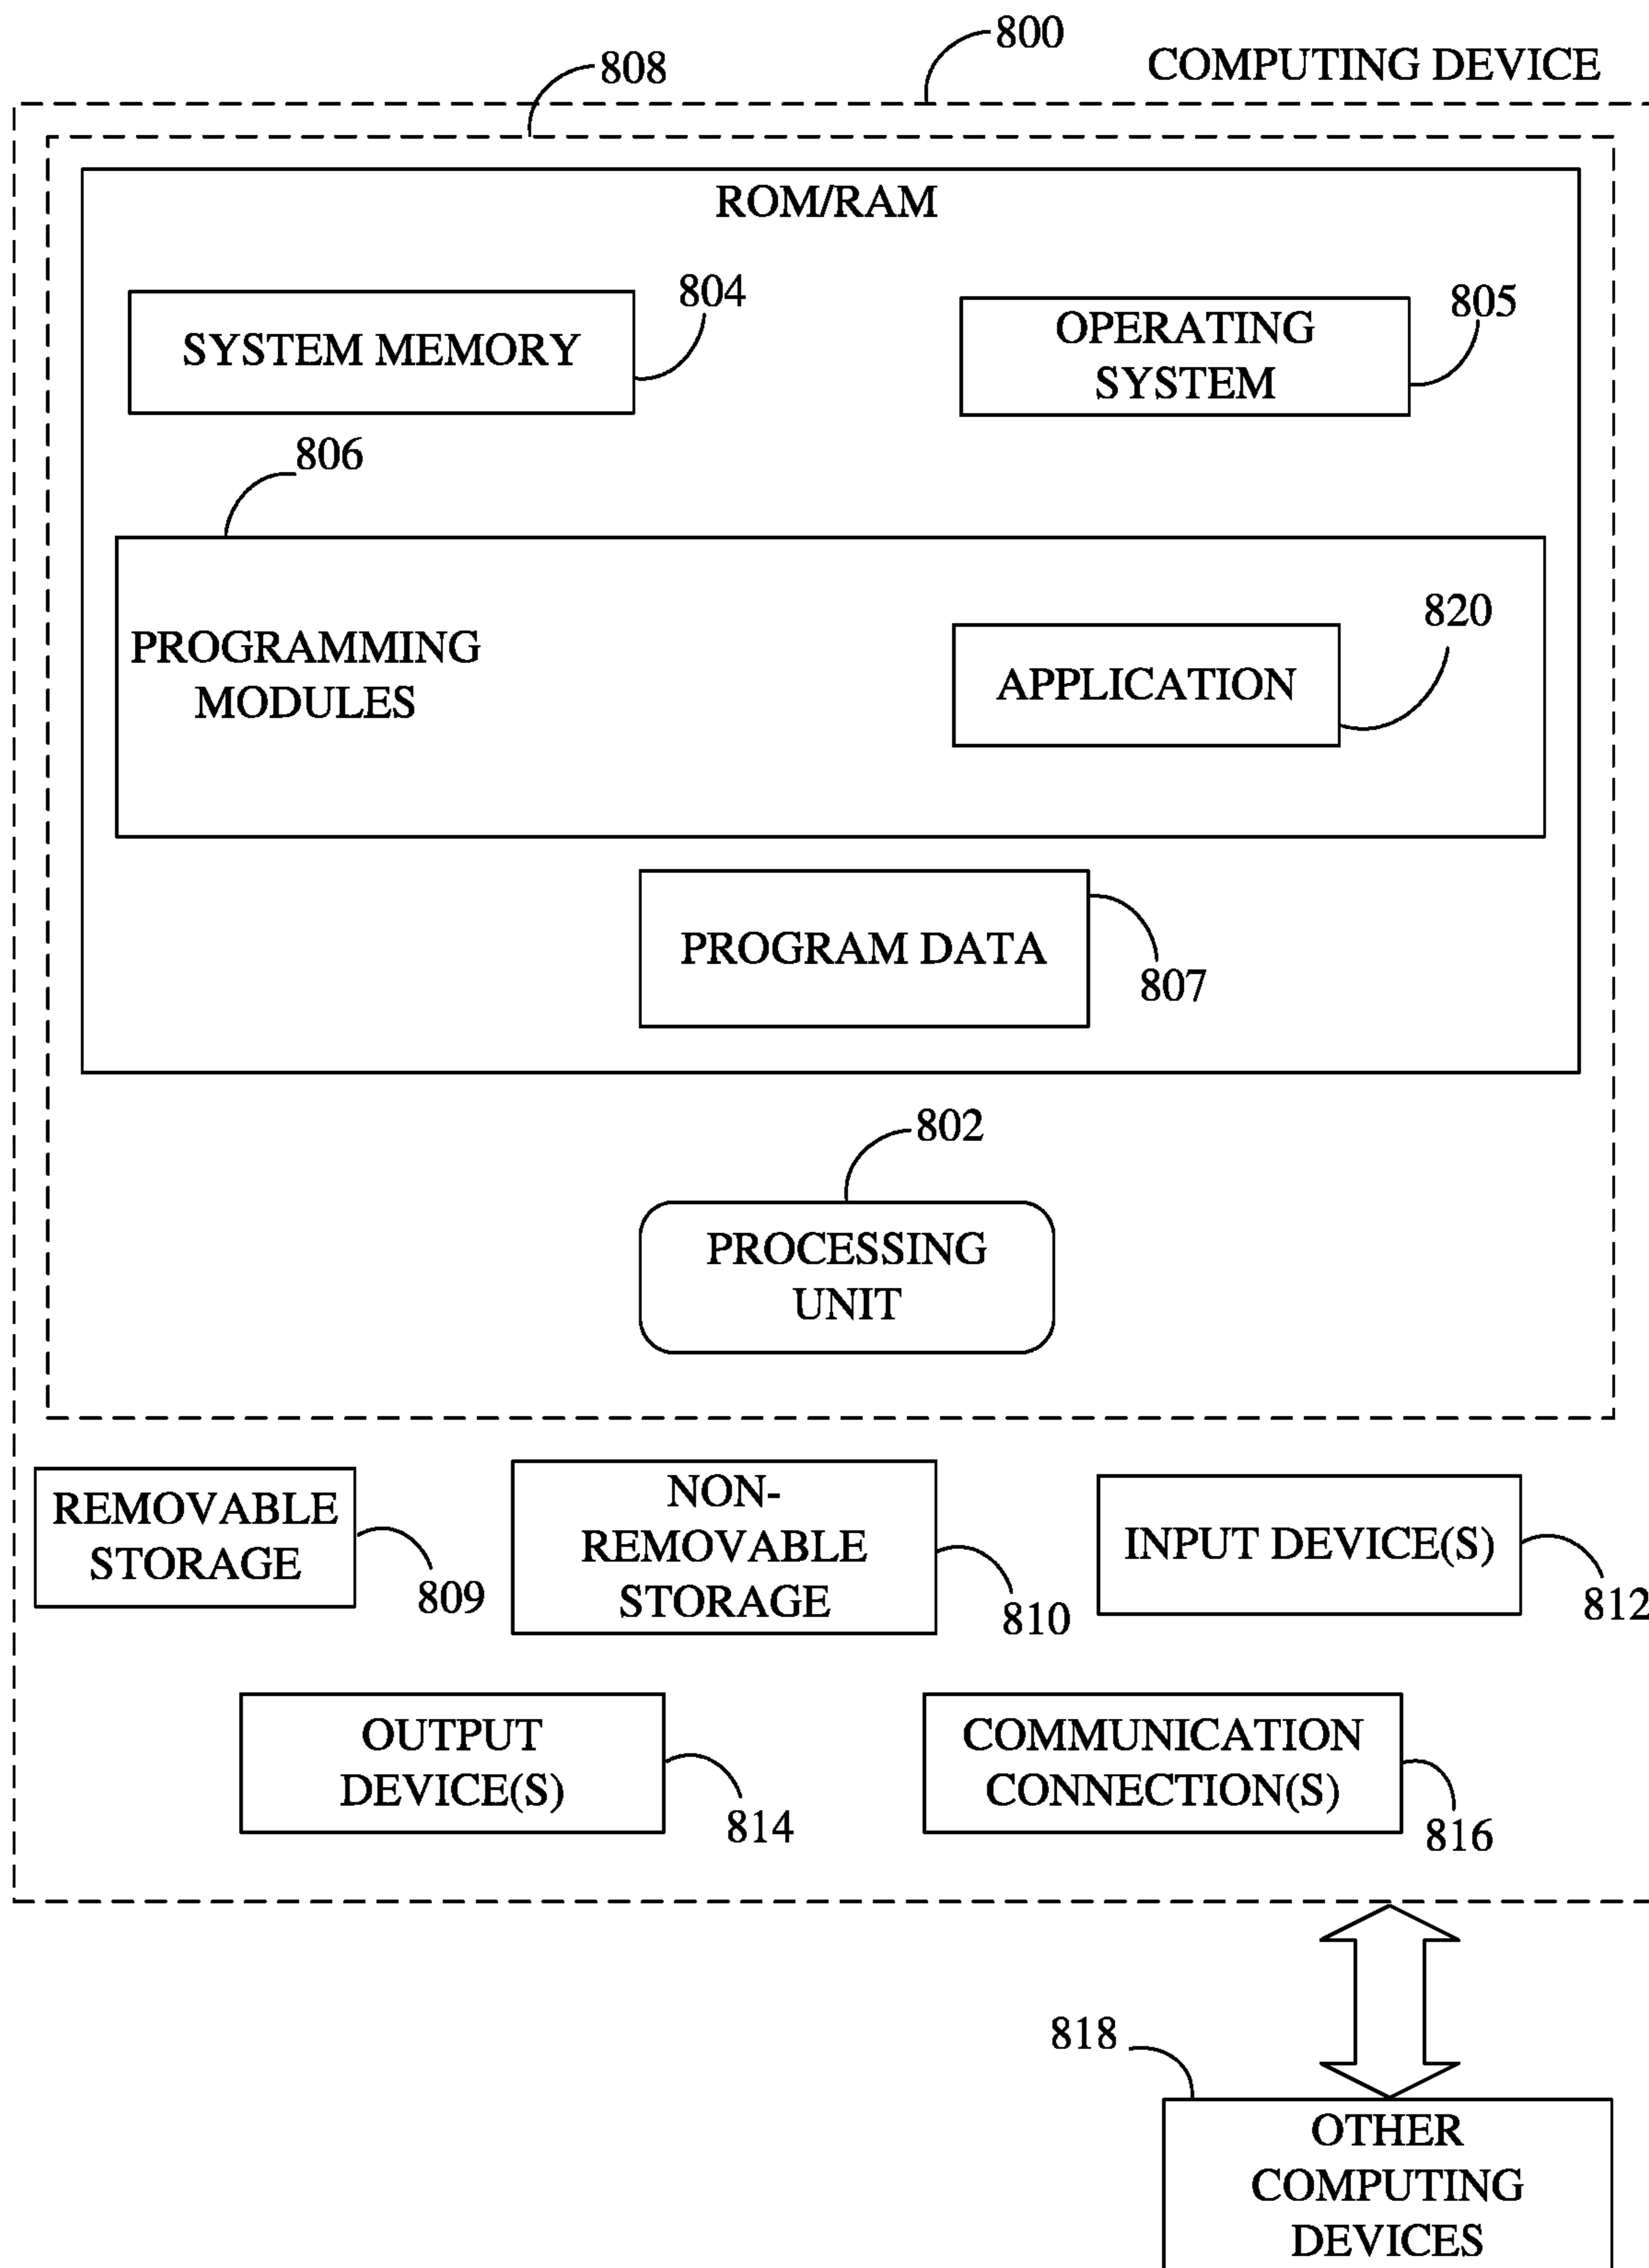 800
COMPUTING DEVICE
808
ROM/RAM
804
SYSTEM MEMORY
805
OPERATING
SYSTEM
806
PROGRAMMING
MODULES
820
APPLICATION
PROGRAM DATA
807
802
PROCESSING
UNIT
REMOVABLE
STORAGE
809
NON-
REMOVABLE
STORAGE
810
INPUT DEVICE(S)
812
OUTPUT
DEVICE(S)
814
COMMUNICATION
CONNECTION(S)
816
818
OTHER
COMPUTING
DEVICES